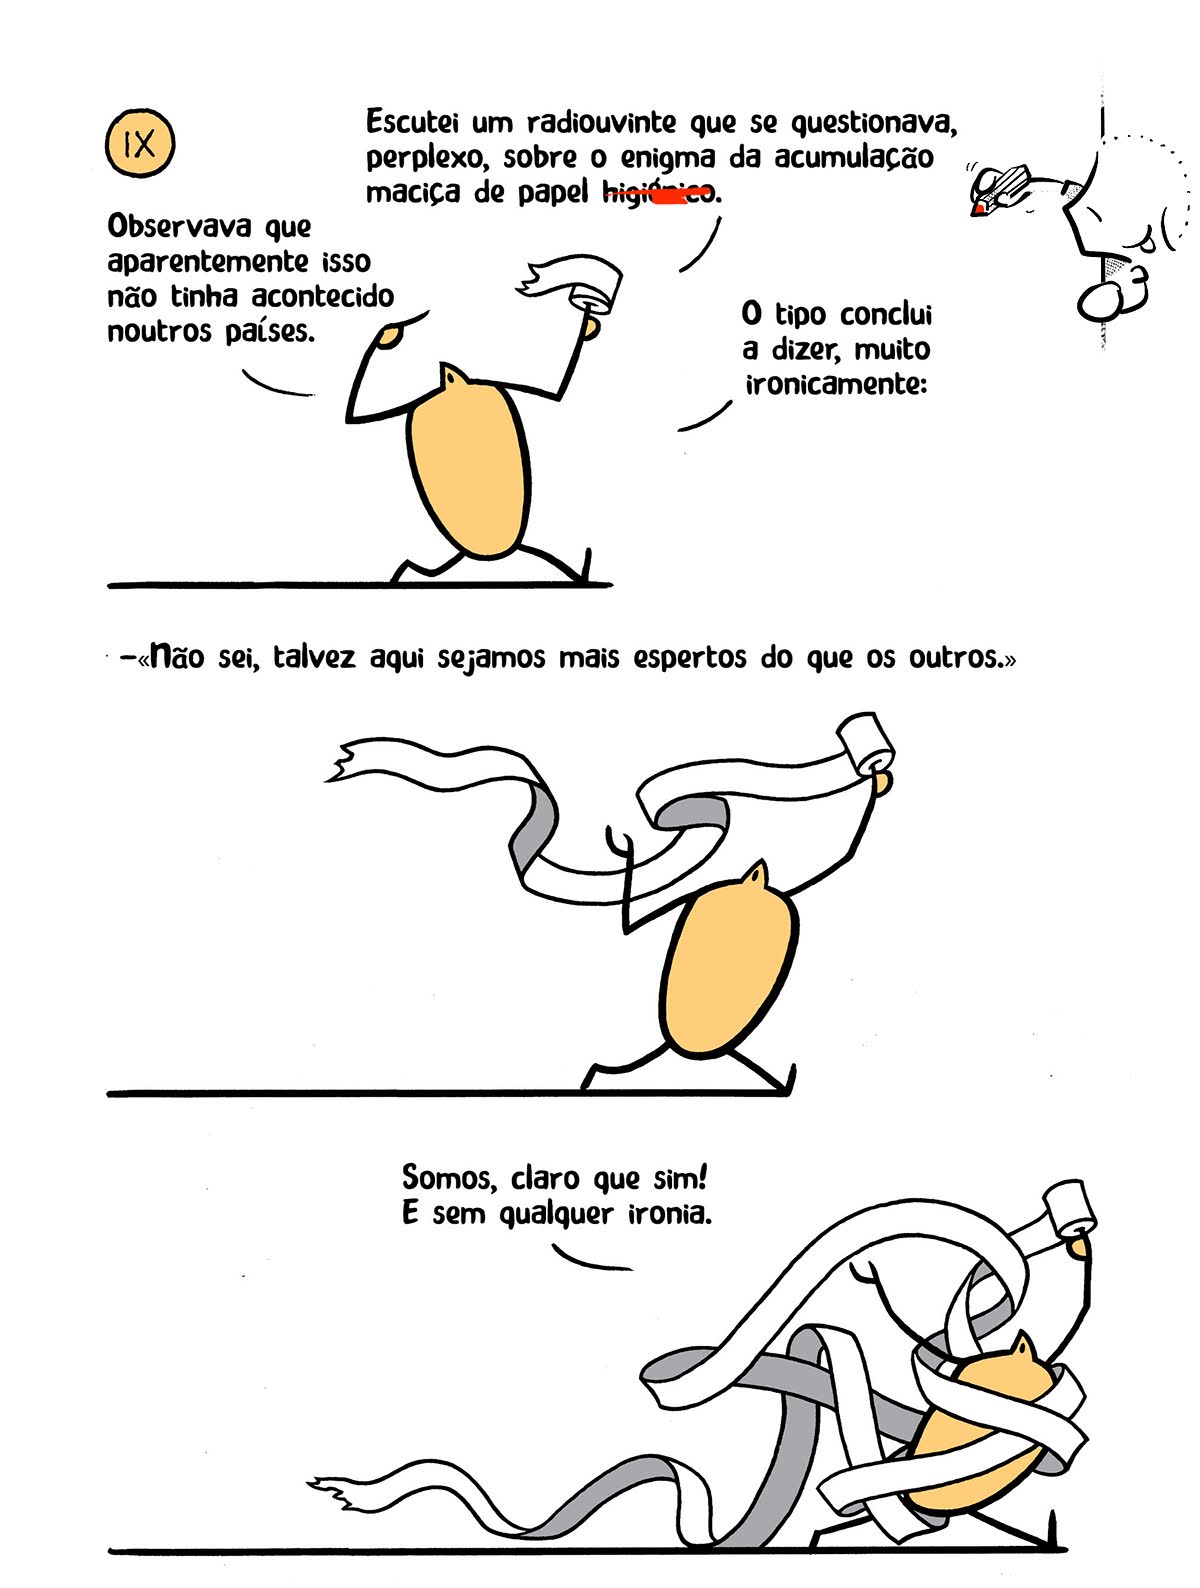 IX
Escutei um radiouvinte que se questionava,
perplexo, sobre o enigma da acumulação
maciça de papel higiénico.
Observava que
aparentemente isso
não tinha acontecido
noutros países.
O tipo conclui
a dizer, muito
ironicamente:
–«Não sei, talvez aqui sejamos mais espertos do que os outros.»
Somos, claro que sim!
E sem qualquer ironia.